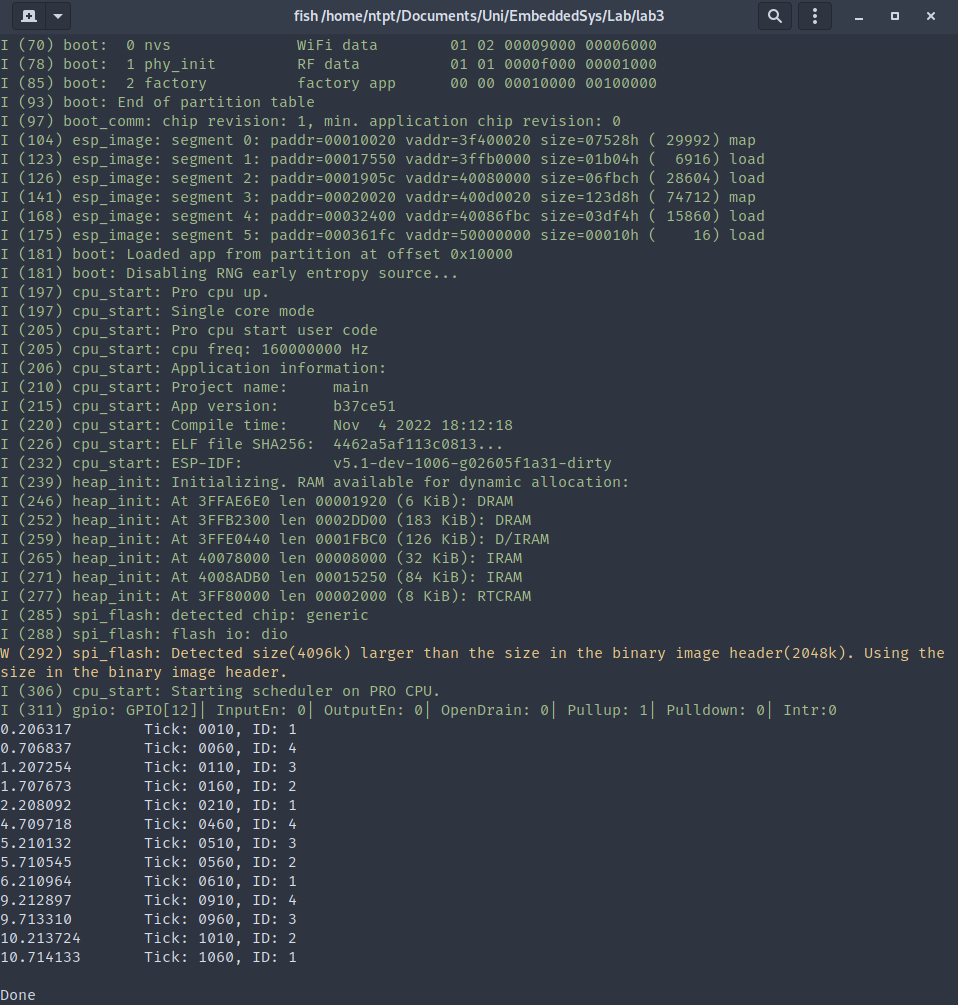 fish /home/ntpt/Documents/Uni/EmbeddedSys/Lab/lab3
I (70) boot:  0 nvs              WiFi data        01 02 00009000 00006000
I (78) boot:  1 phy_init         RF data          01 01 0000f000 00001000
I (85) boot:  2 factory          factory app      00 00 00010000 00100000
I (93) boot: End of partition table
I (97) boot_comm: chip revision: 1, min. application chip revision: 0
I (104) esp_image: segment 0: paddr=00010020 vaddr=3f400020 size=07528h ( 29992) map
I (123) esp_image: segment 1: paddr=00017550 vaddr=3ffb0000 size=01b04h (  6916) load
I (126) esp_image: segment 2: paddr=0001905c vaddr=40080000 size=06fbch ( 28604) load
I (141) esp_image: segment 3: paddr=00020020 vaddr=400d0020 size=123d8h ( 74712) map
I (168) esp_image: segment 4: paddr=00032400 vaddr=40086fbc size=03df4h ( 15860) load
I (175) esp_image: segment 5: paddr=000361fc vaddr=50000000 size=00010h (    16) load
I (181) boot: Loaded app from partition at offset 0x10000
I (181) boot: Disabling RNG early entropy source...
I (197) cpu_start: Pro cpu up.
I (197) cpu_start: Single core mode
I (205) cpu_start: Pro cpu start user code
I (205) cpu_start: cpu freq: 160000000 Hz
I (206) cpu_start: Application information:
I (210) cpu_start: Project name:     main
I (215) cpu_start: App version:      b37ce51
I (220) cpu_start: Compile time:     Nov  4 2022 18:12:18
I (226) cpu_start: ELF file SHA256:  4462a5af113c0813...
I (232) cpu_start: ESP-IDF:          v5.1-dev-1006-g02605f1a31-dirty
I (239) heap_init: Initializing. RAM available for dynamic allocation:
I (246) heap_init: At 3FFAE6E0 len 00001920 (6 KiB): DRAM
I (252) heap_init: At 3FFB2300 len 0002DD00 (183 KiB): DRAM
I (259) heap_init: At 3FFE0440 len 0001FBC0 (126 KiB): D/IRAM
I (265) heap_init: At 40078000 len 00008000 (32 KiB): IRAM
I (271) heap_init: At 4008ADB0 len 00015250 (84 KiB): IRAM
I (277) heap_init: At 3FF80000 len 00002000 (8 KiB): RTCRAM
I (285) spi_flash: detected chip: generic
I (288) spi_flash: flash io: dio
W (292) spi_flash: Detected size(4096k) larger than the size in the binary image header(2048k). Using the
size in the binary image header.
I (306) cpu_start: Starting scheduler on PRO CPU.
I (311) gpio: GPIO[12]| InputEn: 0| OutputEn: 0| OpenDrain: 0| Pullup: 1| Pulldown: 0| Intr:0
0.206317        Tick: 0010, ID: 1
0.706837        Tick: 0060, ID: 4
1.207254        Tick: 0110, ID: 3
1.707673        Tick: 0160, ID: 2
2.208092        Tick: 0210, ID: 1
4.709718        Tick: 0460, ID: 4
5.210132        Tick: 0510, ID: 3
5.710545        Tick: 0560, ID: 2
6.210964        Tick: 0610, ID: 1
9.212897        Tick: 0910, ID: 4
9.713310        Tick: 0960, ID: 3
10.213724       Tick: 1010, ID: 2
10.714133       Tick: 1060, ID: 1
Done